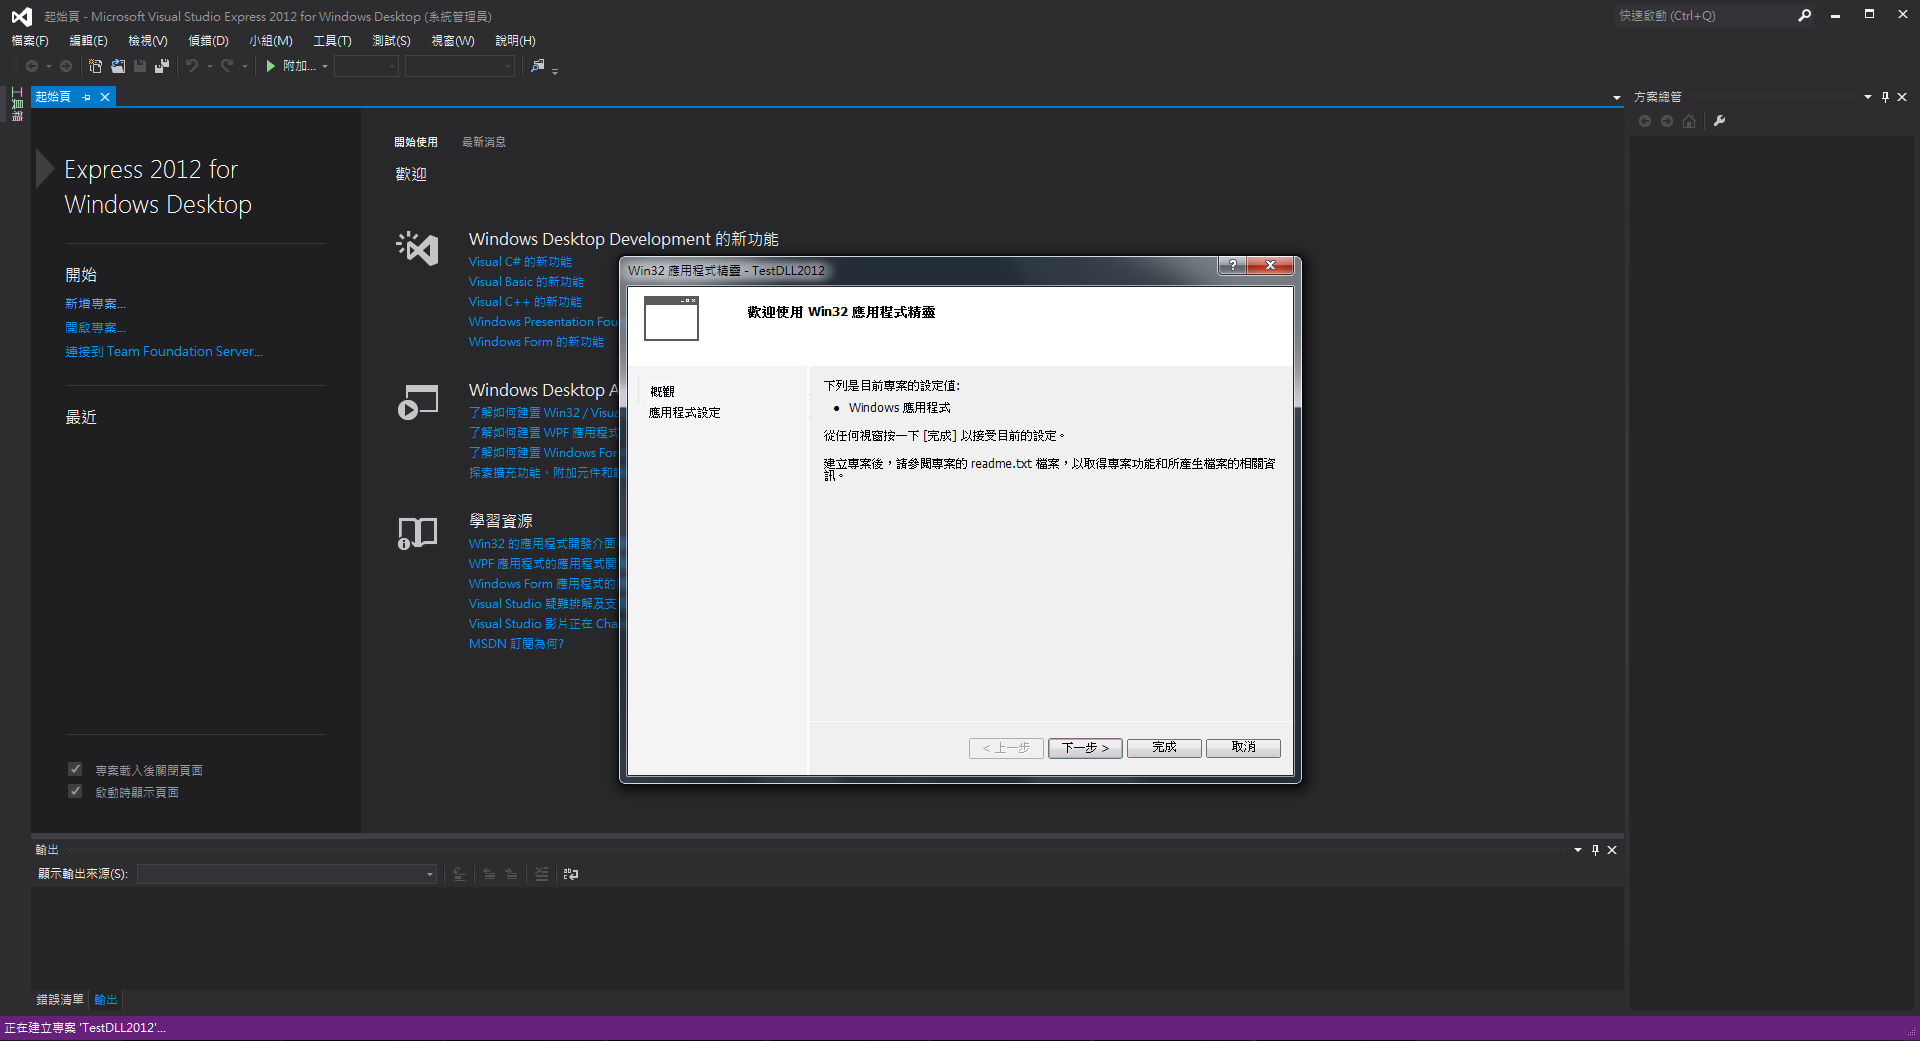 起始頁 - Microsoft Visual Studio Express 2012 for Windows Desktop (系統管理員)
快速啟動 (Ctrl+Q)
檔案(F) 編輯(E) 檢視(V) 偵錯(D) 小組(M) 工具(T) 測試(S) 視窗(W) 說明(H)
附加...
工具箱
起始頁
方案總管
Express 2012 for
Windows Desktop
開始
新增專案...
開啟專案...
連接到 Team Foundation Server...
最近
專案載入後關閉頁面
啟動時顯示頁面
開始使用 最新消息
歡迎
Windows Desktop Development 的新功能
Visual C# 的新功能
Visual Basic 的新功能
Visual C++ 的新功能
Windows Presentation Fou
Windows Form 的新功能
Windows Desktop A
了解如何建置 Win32 / Visua
了解如何建置 WPF 應用程式
了解如何建置 Windows For
探索擴充功能、附加元件和
學習資源
Win32 的應用程式開發介面
WPF 應用程式的應用程式開
Windows Form 應用程式的
Visual Studio 疑難排解及支
Visual Studio 影片正在 Cha
MSDN 訂閱為何?
Win32 應用程式精靈 - TestDLL2012
歡迎使用 Win32 應用程式精靈
概觀
應用程式設定
下列是目前專案的設定值:
• Windows 應用程式
從任何視窗按一下 [完成] 以接受目前的設定。
建立專案後，請參閱專案的 readme.txt 檔案，以取得專案功能和所產生檔案的相關資
訊。
< 上一步 下一步 > 完成 取消
輸出
顯示輸出來源(S):
錯誤清單 輸出
正在建立專案 'TestDLL2012'...